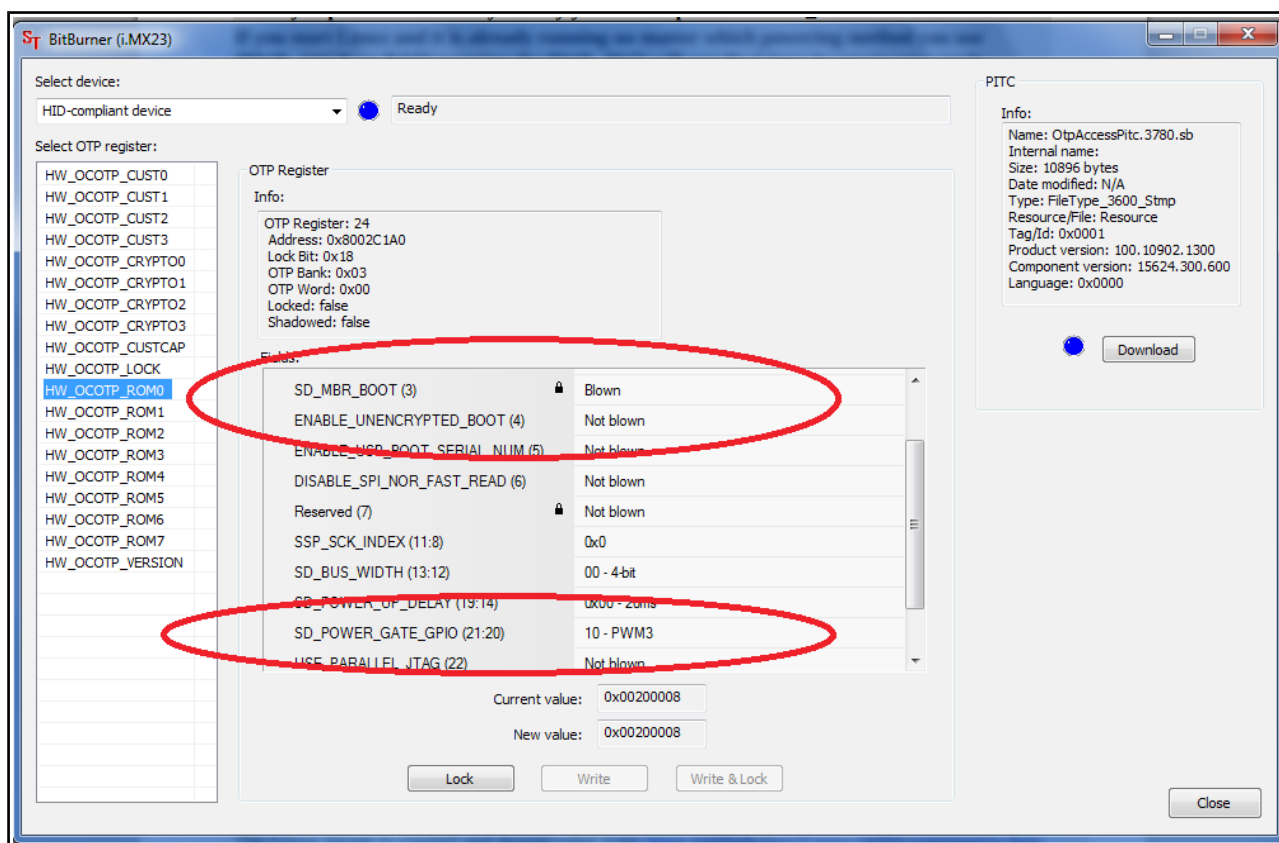 BitBurner (i.MX23)
Select device:
HID-compliant device
Ready
Select OTP register:
HW_OCOTP_CUST0
HW_OCOTP_CUST1
HW_OCOTP_CUST2
HW_OCOTP_CUST3
HW_OCOTP_CRYPTO0
HW_OCOTP_CRYPTO1
HW_OCOTP_CRYPTO2
HW_OCOTP_CRYPTO3
HW_OCOTP_CUSTCAP
HW_OCOTP_LOCK
HW_OCOTP_ROM0
HW_OCOTP_ROM1
HW_OCOTP_ROM2
HW_OCOTP_ROM3
HW_OCOTP_ROM4
HW_OCOTP_ROM5
HW_OCOTP_ROM6
HW_OCOTP_ROM7
HW_OCOTP_VERSION
OTP Register
Info:
OTP Register: 24
Address: 0x8002C1A0
Lock Bit: 0x18
OTP Bank: 0x03
OTP Word: 0x00
Locked: false
Shadowed: false
Fields:
SD_MBR_BOOT (3) Blown
ENABLE_UNENCRYPTED_BOOT (4) Not blown
ENABLE_USB_BOOT_SERIAL_NUM (5) Not blown
DISABLE_SPI_NOR_FAST_READ (6) Not blown
Reserved (7) Not blown
SSP_SCK_INDEX (11:8) 0x0
SD_BUS_WIDTH (13:12) 00 - 4-bit
SD_POWER_UP_DELAY (19:14) 0x00 - 20ms
SD_POWER_GATE_GPIO (21:20) 10 - PWM3
USE_PARALLEL_JTAG (22) Not blown
Current value: 0x00200008
New value: 0x00200008
Lock Write Write & Lock
PITC
Info:
Name: OtpAccessPitc.3780.sb
Internal name:
Size: 10896 bytes
Date modified: N/A
Type: FileType_3600_Stmp
Resource/File: Resource
Tag/Id: 0x0001
Product version: 100.10902.1300
Component version: 15624.300.600
Language: 0x0000
Download
Close